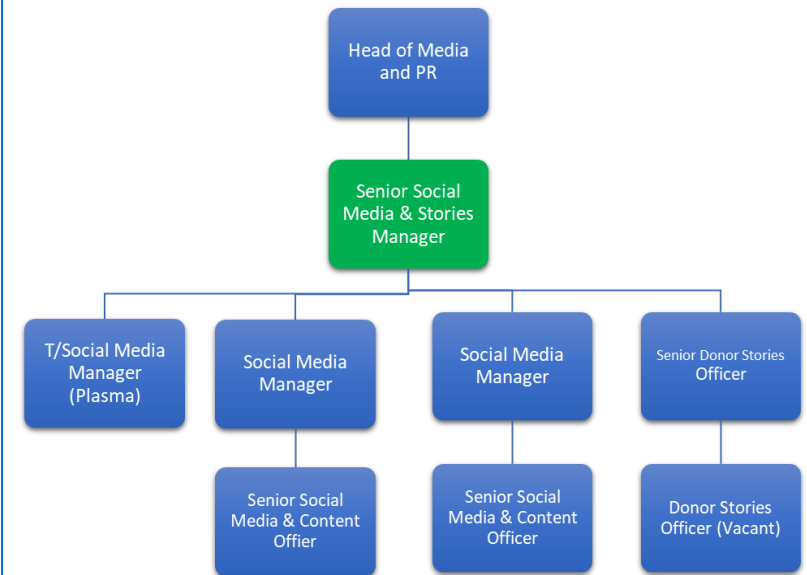 Head of Media
and PR
Senior Social
Media & Stories
Manager
T/Social Media
Manager
(Plasma)
Social Media
Manager
Social Media
Manager
Senior Donor Stories
Officer
Senior Social
Media & Content
Offier
Senior Social
Media & Content
Officer
Donor Stories
Officer (Vacant)